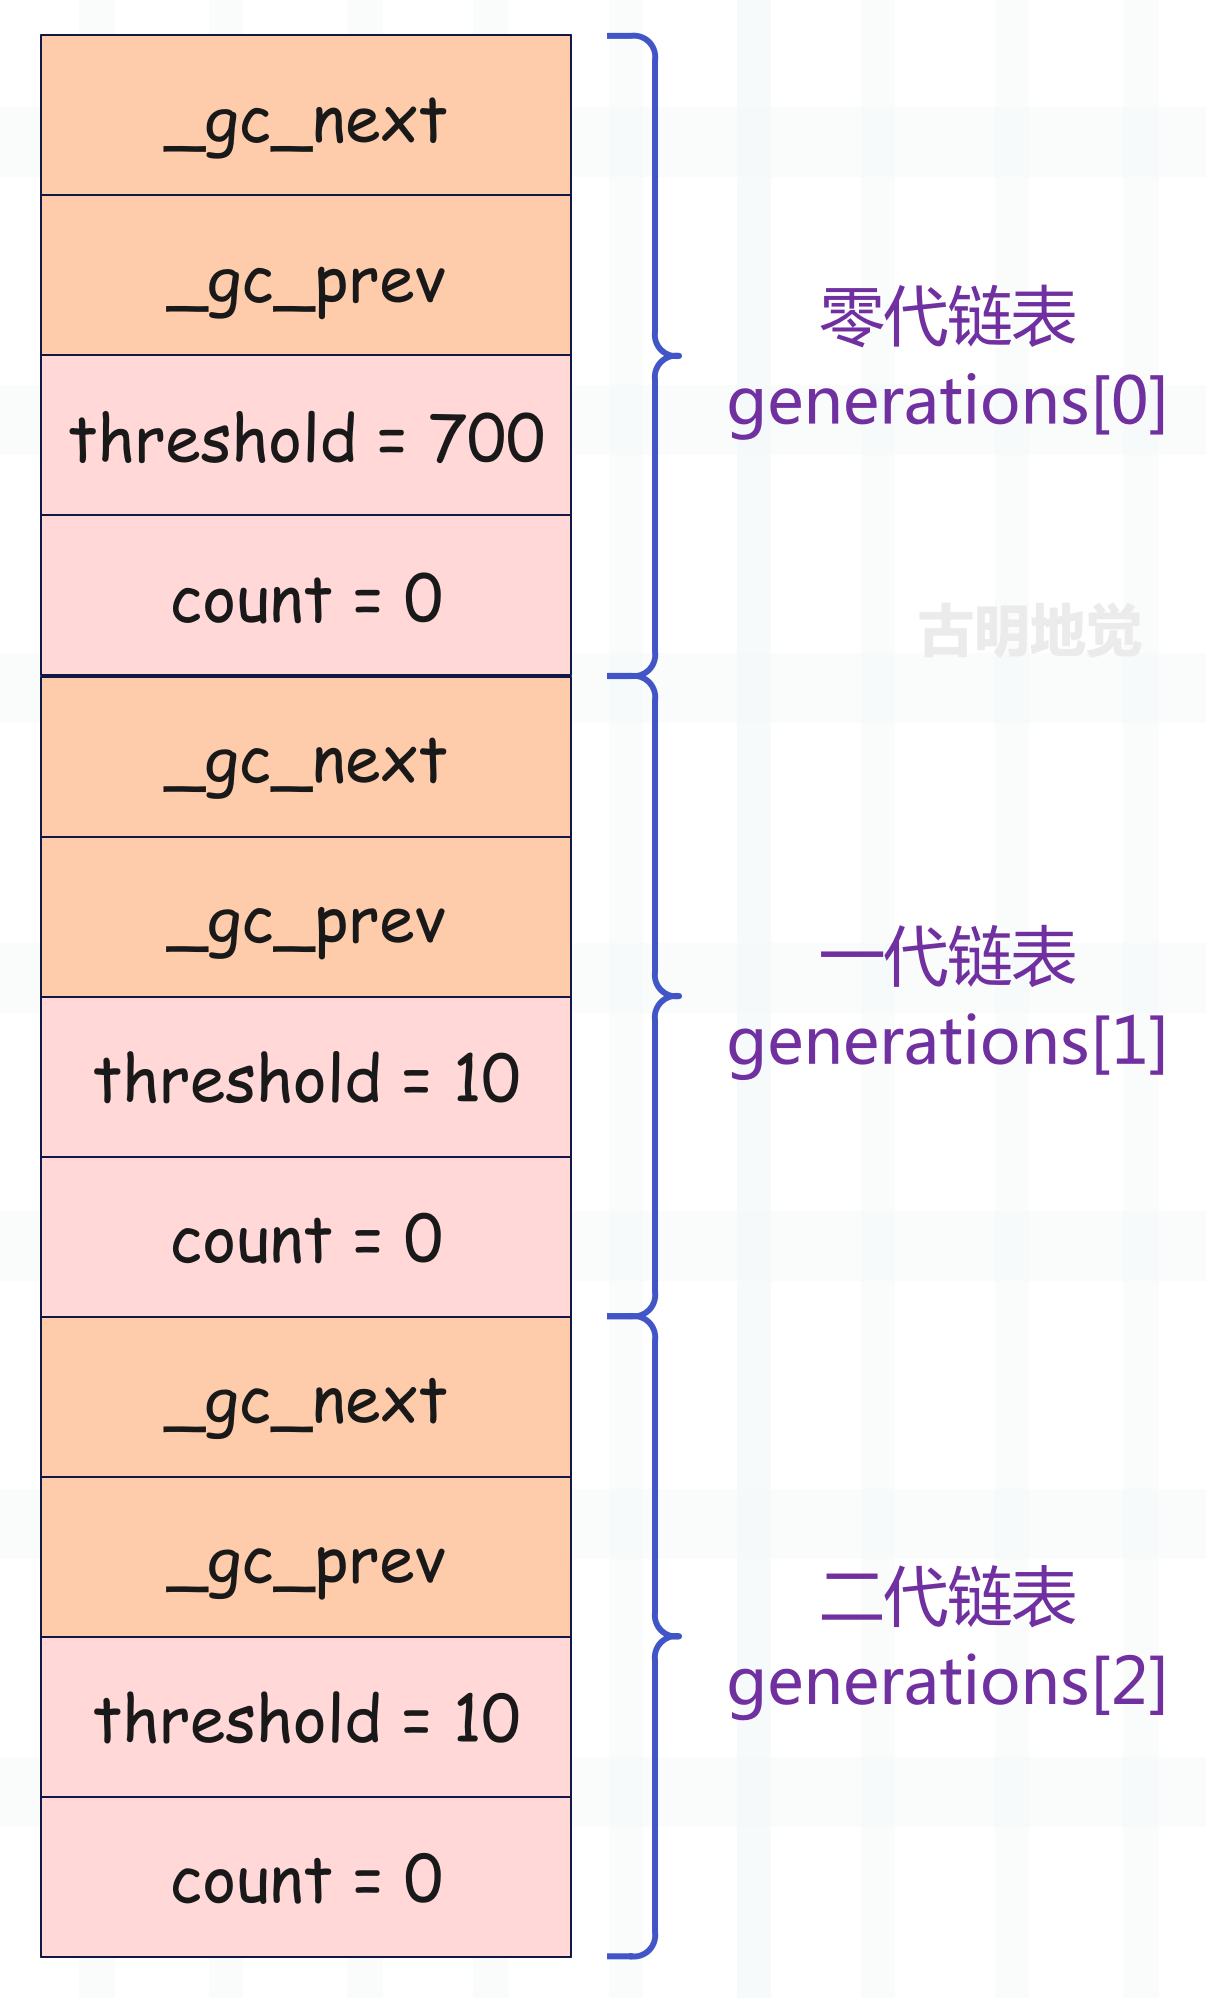 _gc_next
_gc_prev
threshold = 700
count = 0
零代链表
generations[0]
古明地觉
_gc_next
_gc_prev
threshold = 10
count = 0
一代链表
generations[1]
_gc_next
_gc_prev
threshold = 10
count = 0
二代链表
generations[2]